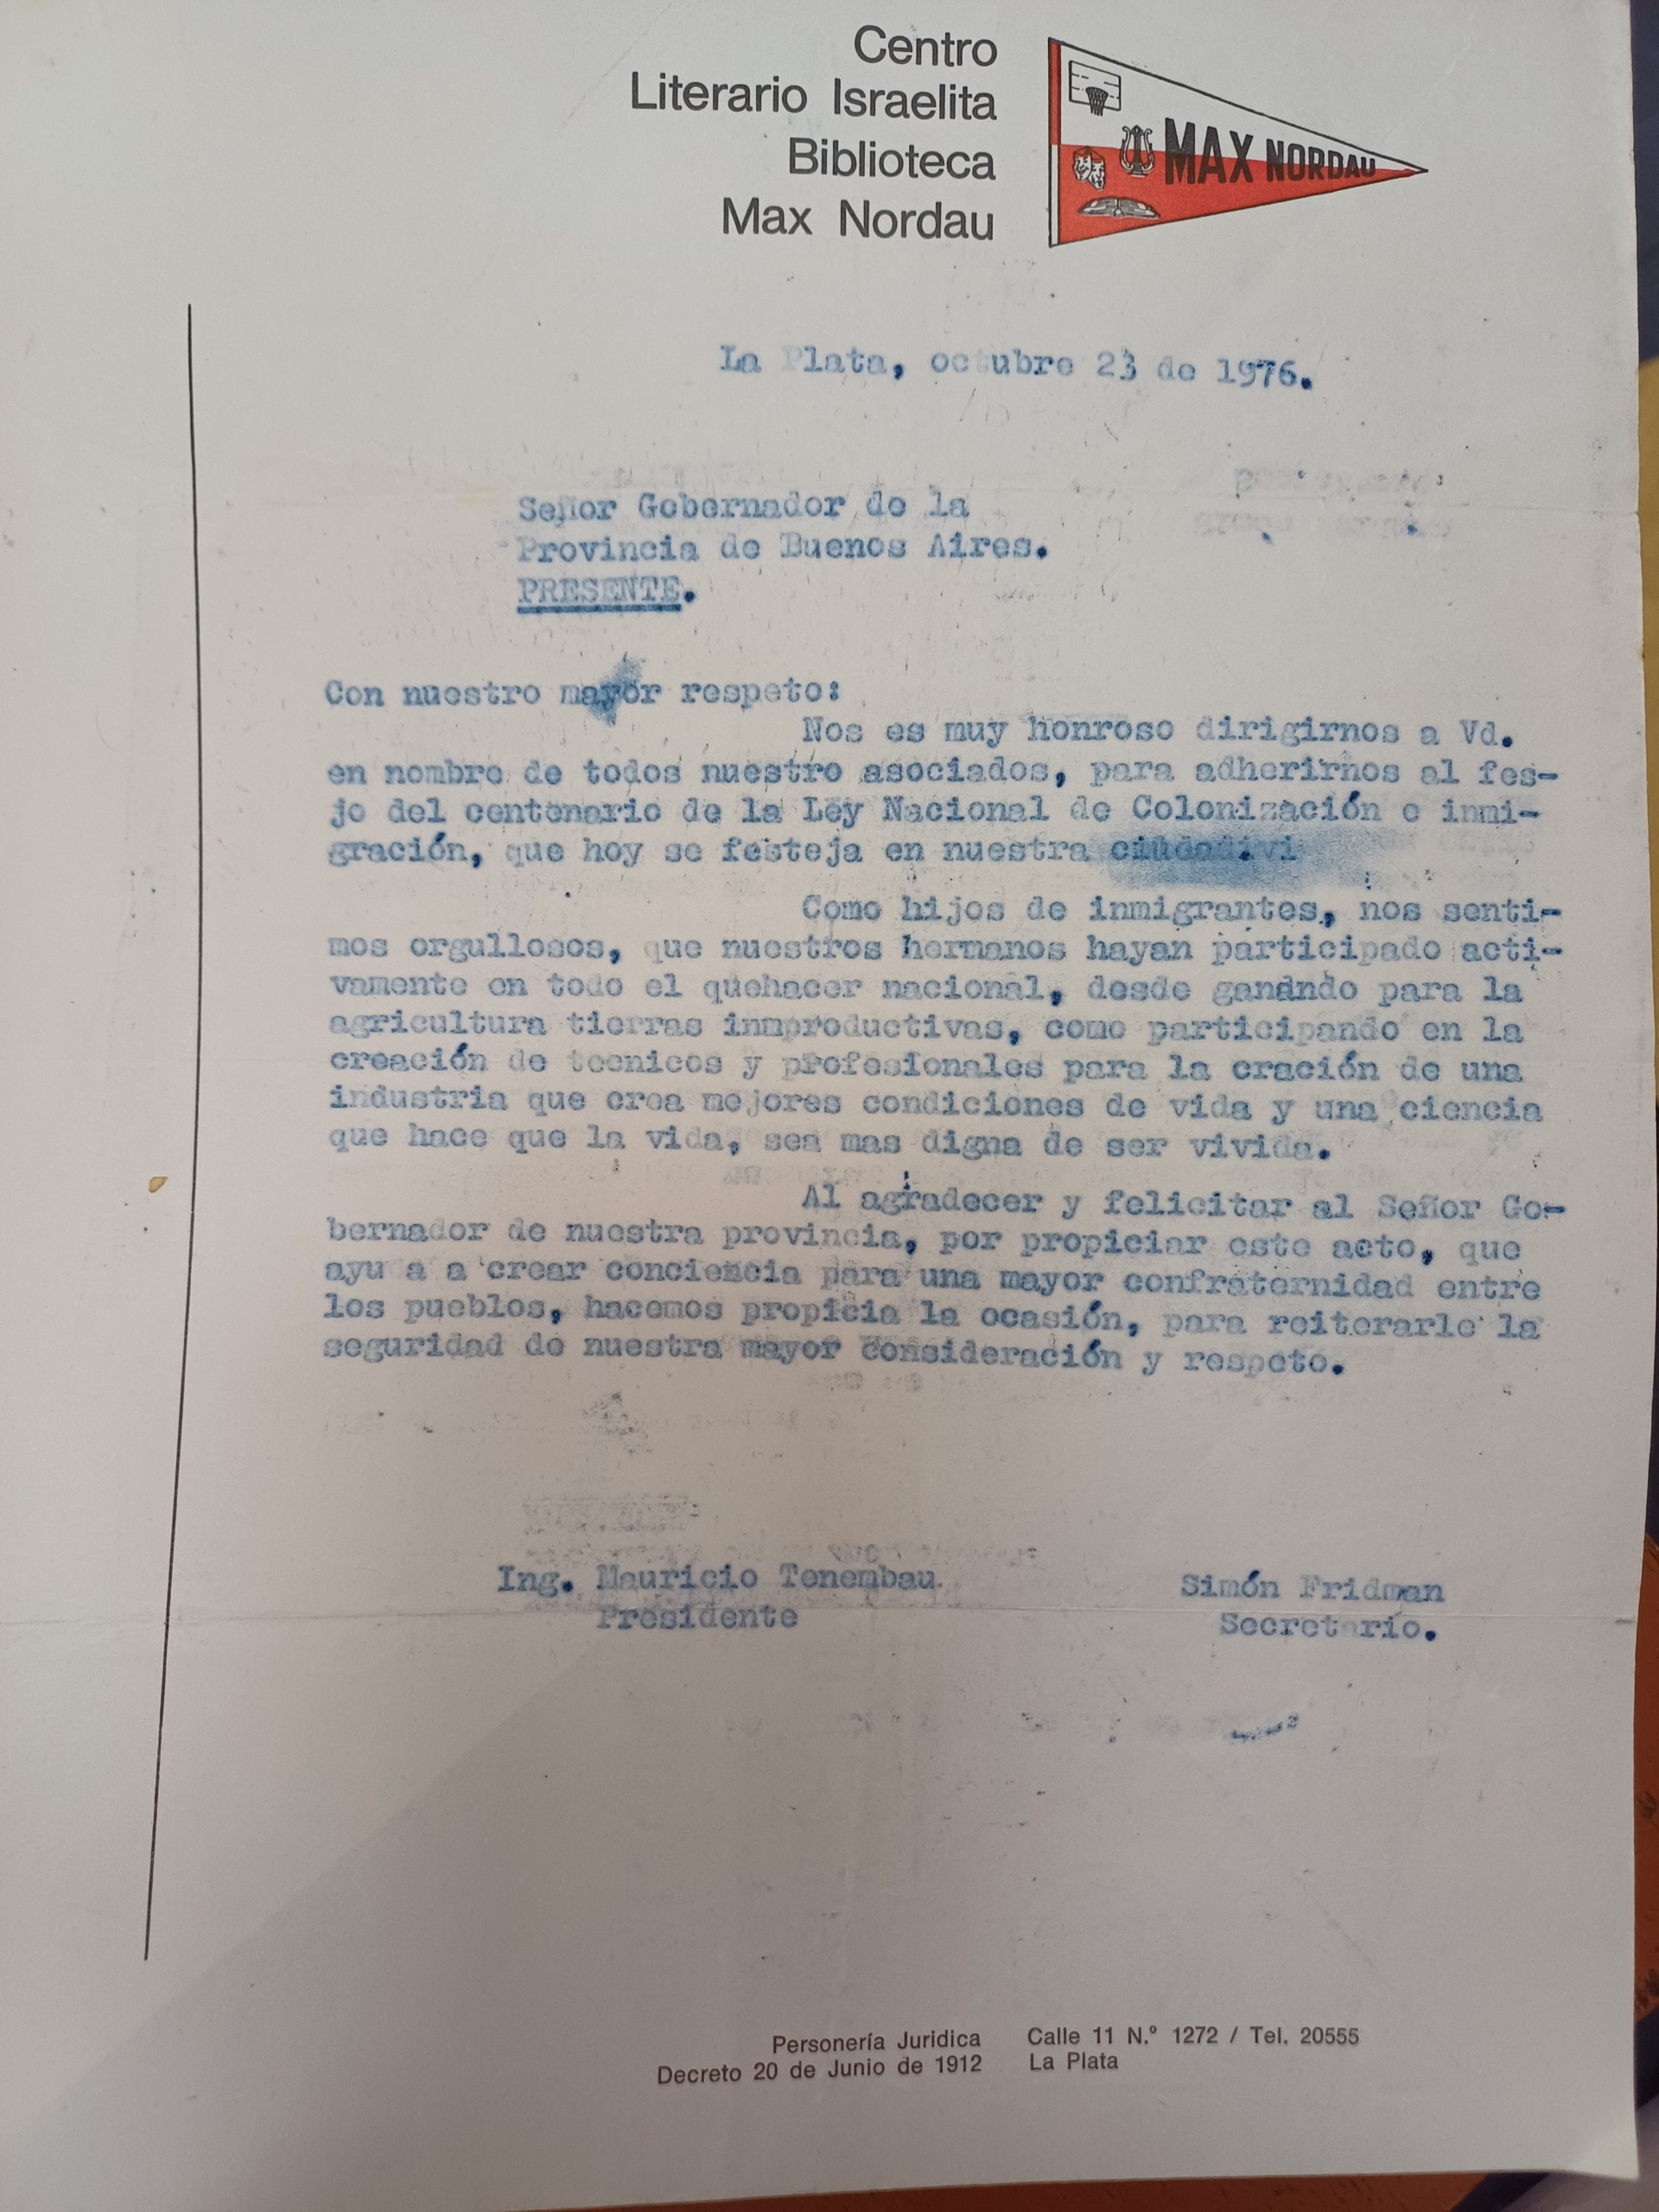 Centro
Literario Israelita
Biblioteca
Max Nordau
MAX NORDAU
La Plata, octubre 23 de 1976.
Señor Gobernador de la
Provincia de Buenos Aires.
PRESENTE.
Con nuestro mayor respeto:
Nos es muy honroso dirigirnos a Vd.
en nombre de todos nuestro asociados, para adherirnos al fes-
jo del centenario de la Ley Nacional de Colonización e inmi-
gración, que hoy se festeja en nuestra
Como hijos de inmigrantes, nos senti-
mos orgullosos, que nuestros hermanos hayan participado acti-
vamente en todo el quehacer nacional, desde ganando para la
agricultura tierras inmproductivas, como participando en la
creación de tecnicos y profesionales para la cración de una
industria que crea mejores condiciones de vida y una ciencia
que hace que la vida, sea mas digna de ser vivida.
Al agradecer y felicitar al Señor Go-
bernador de nuestra provincia, por propiciar este acto, que
ayu a a crear conciencia para una mayor confraternidad entre
los pueblos, hacemos propicia la ocasión, para reiterarle la
seguridad de nuestra mayor consideración y respeto.
Ing. Mauricio Tenembau
Simón Fridman
Presidente
Secretario.
Personería Juridica
Calle 11 N.º 1272 / Tel. 20555
Decreto 20 de Junio de 1912
La Plata